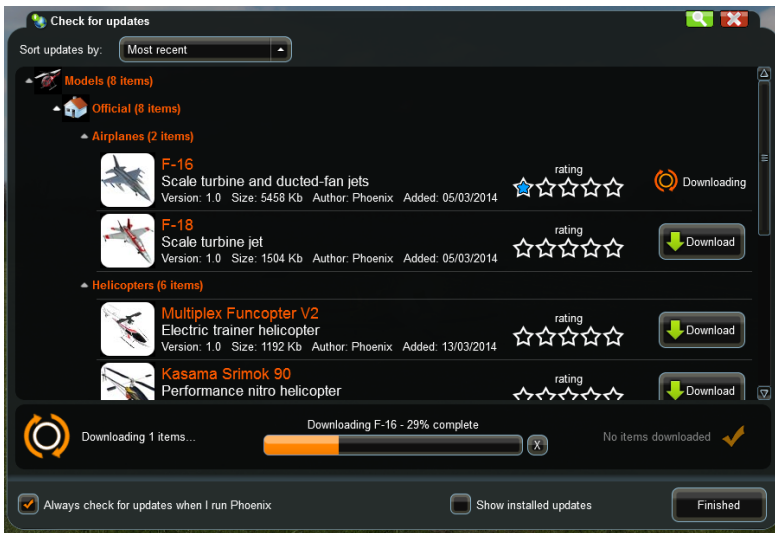 Check for updates
Sort updates by: Most recent
Models (8 items)
Official (8 items)
Airplanes (2 items)
F-16
Scale turbine and ducted-fan jets
Version: 1.0 Size: 5458 Kb Author: Phoenix Added: 05/03/2014
rating
Downloading
F-18
Scale turbine jet
Version: 1.0 Size: 1504 Kb Author: Phoenix Added: 05/03/2014
rating
Download
Helicopters (6 items)
Multiplex Funcopter V2
Electric trainer helicopter
Version: 1.0 Size: 1192 Kb Author: Phoenix Added: 13/03/2014
rating
Download
Kasama Srimok 90
Performance nitro helicopter
rating
Download
Downloading 1 items...
Downloading F-16 - 29% complete
X
No items downloaded
Always check for updates when I run Phoenix
Show installed updates
Finished